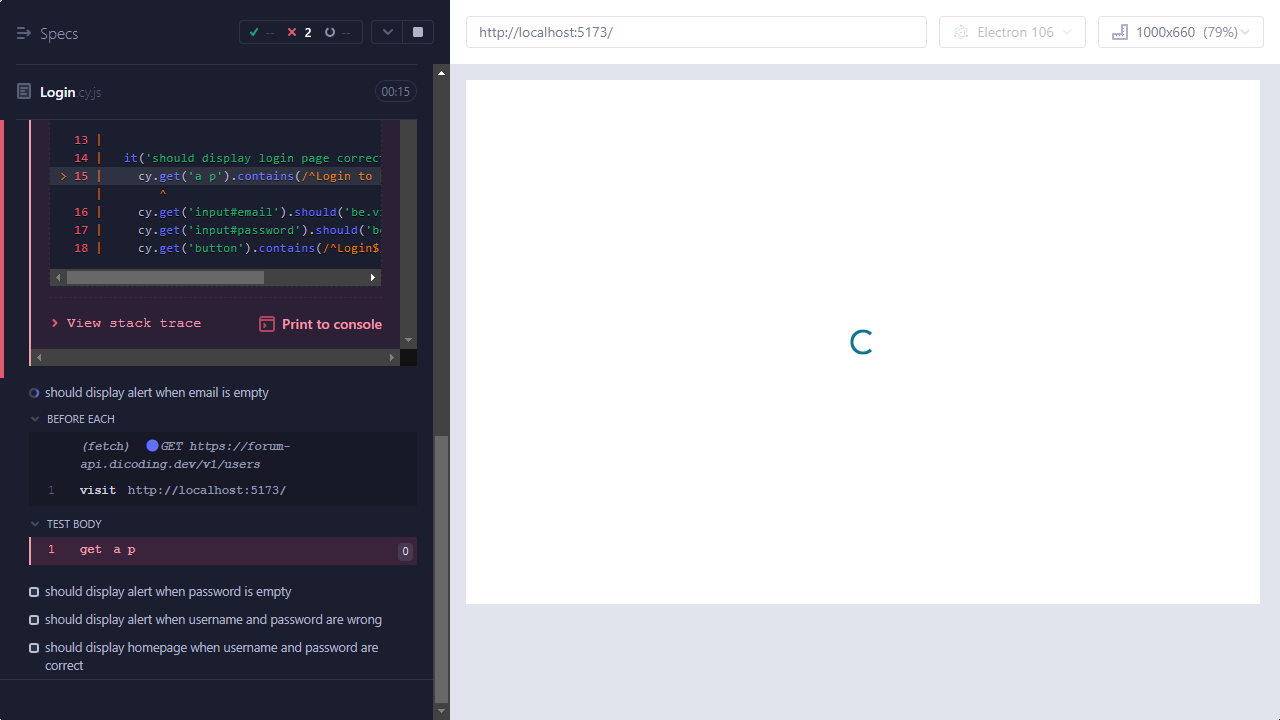 Specs
-- 2 --
http://localhost:5173/
Electron 106
1000x660 (79%)
Login.cy.js
00:15
13 |
14 | it('should display login page correct
> 15 | cy.get('a p').contains(/^Login to
| ^
16 | cy.get('input#email').should('be.vi
17 | cy.get('input#password').should('be
18 | cy.get('button').contains(/^Login$
View stack trace
Print to console
should display alert when email is empty
BEFORE EACH
(fetch) GET https://forum-
api.dicoding.dev/v1/users
1 visit http://localhost:5173/
TEST BODY
1 get a p 0
should display alert when password is empty
should display alert when username and password are wrong
should display homepage when username and password are
correct